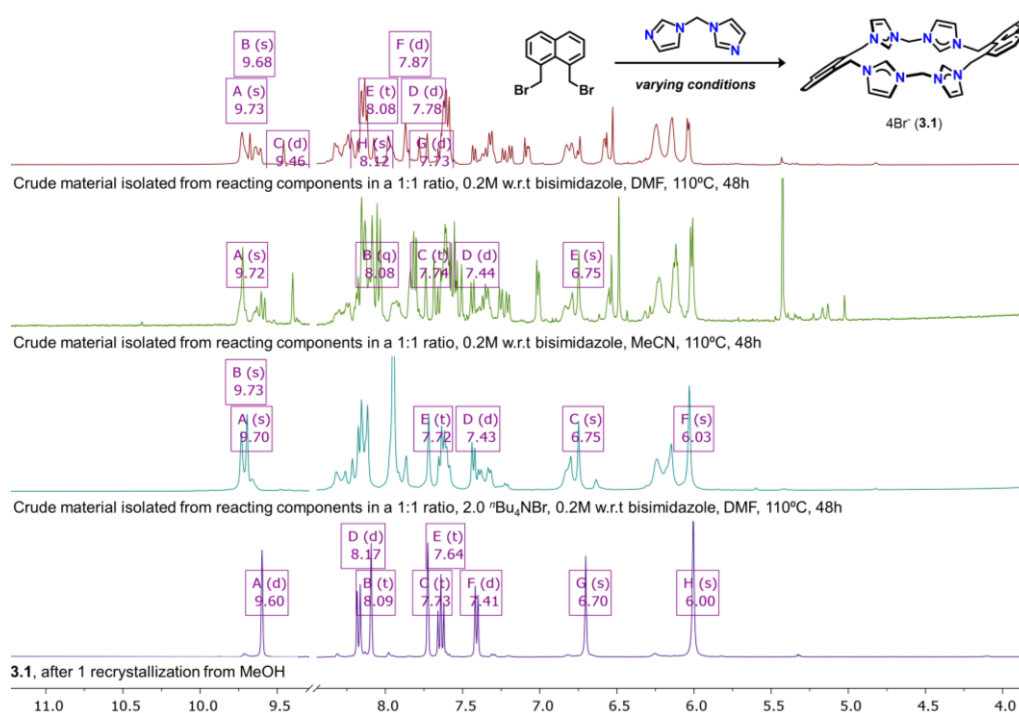 B (s)
9.68
F (d)
7.87
A (s)
9.73
E (t)
8.08
D (d)
7.78
C (d)
9.46
H (s)
8.12
G (d)
7.73
Br
Br
N
N
N
N
varying conditions
N
N
N
N
N
N
N
N
4Br⁻ (3.1)
Crude material isolated from reacting components in a 1:1 ratio, 0.2M w.r.t bisimidazole, DMF, 110ºC, 48h
A (s)
9.72
B (q)
8.08
C (t)
7.74
D (d)
7.44
E (s)
6.75
Crude material isolated from reacting components in a 1:1 ratio, 0.2M w.r.t bisimidazole, MeCN, 110ºC, 48h
B (s)
9.73
A (s)
9.70
E (t)
7.72
D (d)
7.43
C (s)
6.75
F (s)
6.03
Crude material isolated from reacting components in a 1:1 ratio, 2.0 ⁿBu₄NBr, 0.2M w.r.t bisimidazole, DMF, 110ºC, 48h
D (d)
8.17
E (t)
7.64
A (d)
9.60
B (t)
8.09
C (t)
7.73
F (d)
7.41
G (s)
6.70
H (s)
6.00
3.1, after 1 recrystallization from MeOH
11.0 10.5 10.0 9.5 8.0 7.5 7.0 6.5 6.0 5.5 5.0 4.5 4.0